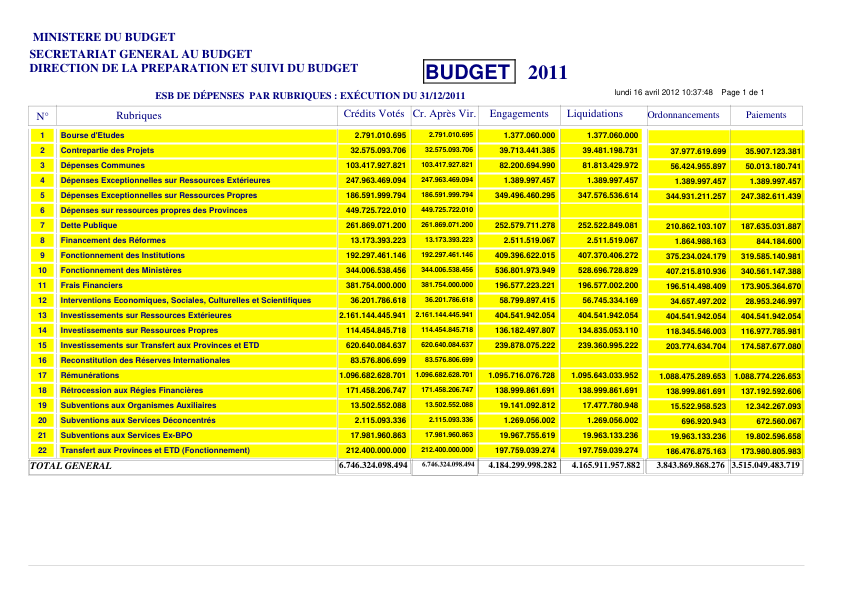 MINISTERE DU BUDGET
SECRETARIAT GENERAL AU BUDGET
DIRECTION DE LA PREPARATION ET SUIVI DU BUDGET
BUDGET 2011
lundi 16 avril 2012 10:37:48 Page 1 de 1
ESB DE DÉPENSES PAR RUBRIQUES : EXÉCUTION DU 31/12/2011
N° Rubriques Crédits Votés Cr. Après Vir. Engagements Liquidations Ordonnancements Paiements
1 Bourse d'Etudes 2.791.010.695 2.791.010.695 1.377.060.000 1.377.060.000
2 Contrepartie des Projets 32.575.093.706 32.575.093.706 39.713.441.385 39.481.198.731 37.977.619.699 35.907.123.381
3 Dépenses Communes 103.417.927.821 103.417.927.821 82.200.694.990 81.813.429.972 56.424.955.897 50.013.180.741
4 Dépenses Exceptionnelles sur Ressources Extérieures 247.963.469.094 247.963.469.094 1.389.997.457 1.389.997.457 1.389.997.457 1.389.997.457
5 Dépenses Exceptionnelles sur Ressources Propres 186.591.999.794 186.591.999.794 349.496.460.295 347.576.536.614 344.931.211.257 247.382.611.439
6 Dépenses sur ressources propres des Provinces 449.725.722.010 449.725.722.010
7 Dette Publique 261.869.071.200 261.869.071.200 252.579.711.278 252.522.849.081 210.862.103.107 187.635.031.887
8 Financement des Réformes 13.173.393.223 13.173.393.223 2.511.519.067 2.511.519.067 1.864.988.163 844.184.600
9 Fonctionnement des Institutions 192.297.461.146 192.297.461.146 409.396.622.015 407.370.406.272 375.234.024.179 319.585.140.981
10 Fonctionnement des Ministères 344.006.538.456 344.006.538.456 536.801.973.949 528.696.728.829 407.215.810.936 340.561.147.388
11 Frais Financiers 381.754.000.000 381.754.000.000 196.577.223.221 196.577.002.200 196.514.498.409 173.905.364.670
12 Interventions Economiques, Sociales, Culturelles et Scientifiques 36.201.786.618 36.201.786.618 58.799.897.415 56.745.334.169 34.657.497.202 28.953.246.997
13 Investissements sur Ressources Extérieures 2.161.144.445.941 2.161.144.445.941 404.541.942.054 404.541.942.054 404.541.942.054 404.541.942.054
14 Investissements sur Ressources Propres 114.454.845.718 114.454.845.718 136.182.497.807 134.835.053.110 118.345.546.003 116.977.785.981
15 Investissements sur Transfert aux Provinces et ETD 620.640.084.637 620.640.084.637 239.878.075.222 239.360.995.222 203.774.634.704 174.587.677.080
16 Reconstitution des Réserves Internationales 83.576.806.699 83.576.806.699
17 Rémunérations 1.096.682.628.701 1.096.682.628.701 1.095.716.076.728 1.095.643.033.952 1.088.475.289.653 1.088.774.226.653
18 Rétrocession aux Régies Financières 171.458.206.747 171.458.206.747 138.999.861.691 138.999.861.691 138.999.861.691 137.192.592.606
19 Subventions aux Organismes Auxiliaires 13.502.552.088 13.502.552.088 19.141.092.812 17.477.780.948 15.522.958.523 12.342.267.093
20 Subventions aux Services Déconcentrés 2.115.093.336 2.115.093.336 1.269.056.002 1.269.056.002 696.920.943 672.560.067
21 Subventions aux Services Ex-BPO 17.981.960.863 17.981.960.863 19.967.755.619 19.963.133.236 19.963.133.236 19.802.596.658
22 Transfert aux Provinces et ETD (Fonctionnement) 212.400.000.000 212.400.000.000 197.759.039.274 197.759.039.274 186.476.875.163 173.980.805.983
TOTAL GENERAL 6.746.324.098.494 6.746.324.098.494 4.184.299.998.282 4.165.911.957.882 3.843.869.868.276 3.515.049.483.719